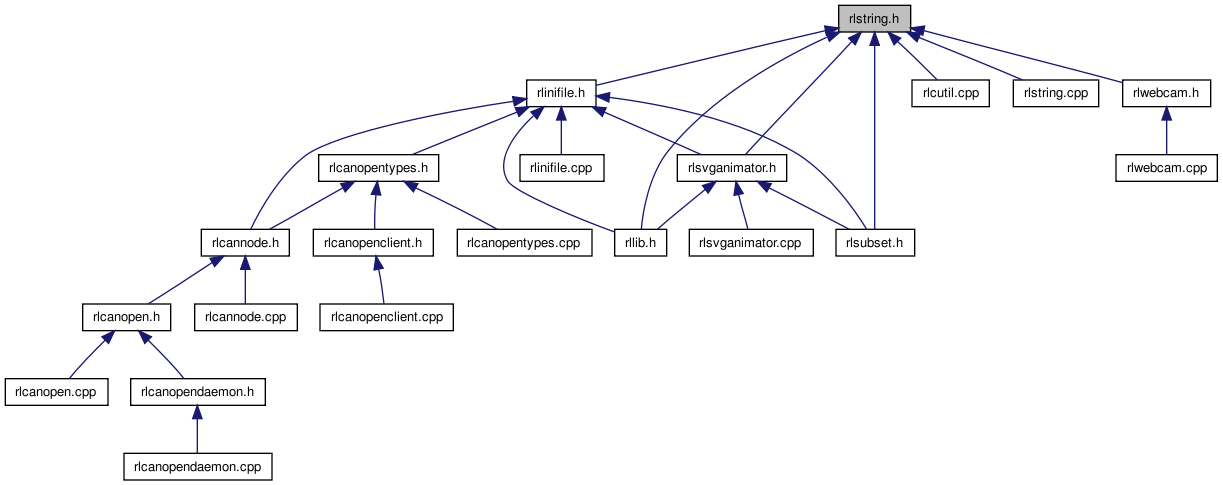 rlstring.h
rlinifile.h
rlcutil.cpp
rlstring.cpp
rlwebcam.h
rlcanopentypes.h
rlinifile.cpp
rlsvganimator.h
rlwebcam.cpp
rlcannode.h
rlcanopenclient.h
rlcanopentypes.cpp
rllib.h
rlsvganimator.cpp
rlsubset.h
rlcanopen.h
rlcannode.cpp
rlcanopenclient.cpp
rlcanopen.cpp
rlcanopendaemon.h
rlcanopendaemon.cpp